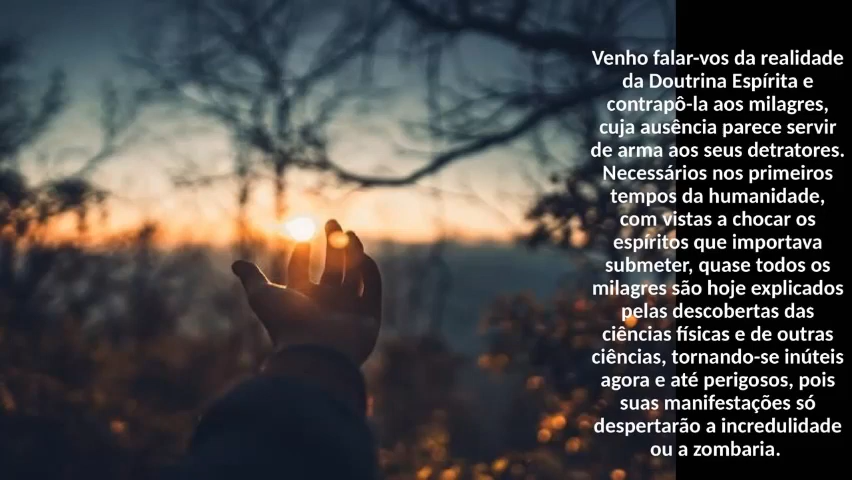 Venho falar-vos da realidade
da Doutrina Espírita e
contrapô-la aos milagres,
cuja ausência parece servir
de arma aos seus detratores.
Necessários nos primeiros
tempos da humanidade,
com vistas a chocar os
espíritos que importava
submeter, quase todos os
milagres são hoje explicados
pelas descobertas das
ciências físicas e de outras
ciências, tornando-se inúteis
agora e até perigosos, pois
suas manifestações só
despertarão a incredulidade
ou a zombaria.